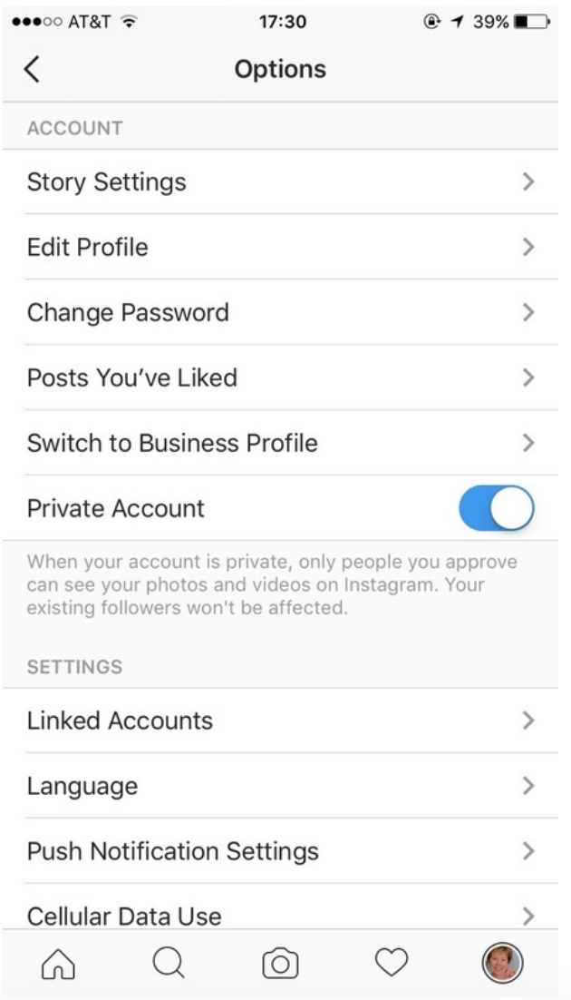 AT&T 17:30 39%
Options
ACCOUNT
Story Settings
Edit Profile
Change Password
Posts You’ve Liked
Switch to Business Profile
Private Account
When your account is private, only people you approve
can see your photos and videos on Instagram. Your
existing followers won't be affected.
SETTINGS
Linked Accounts
Language
Push Notification Settings
Cellular Data Use